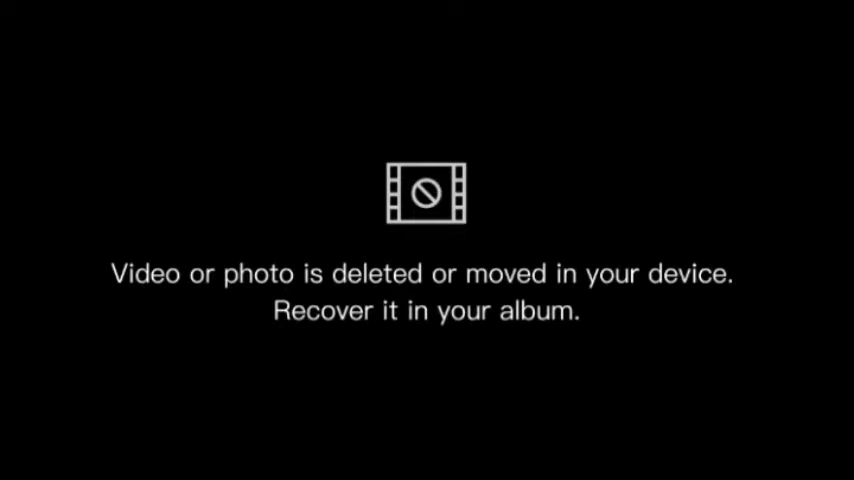 Video or photo is deleted or moved in your device.
Recover it in your album.